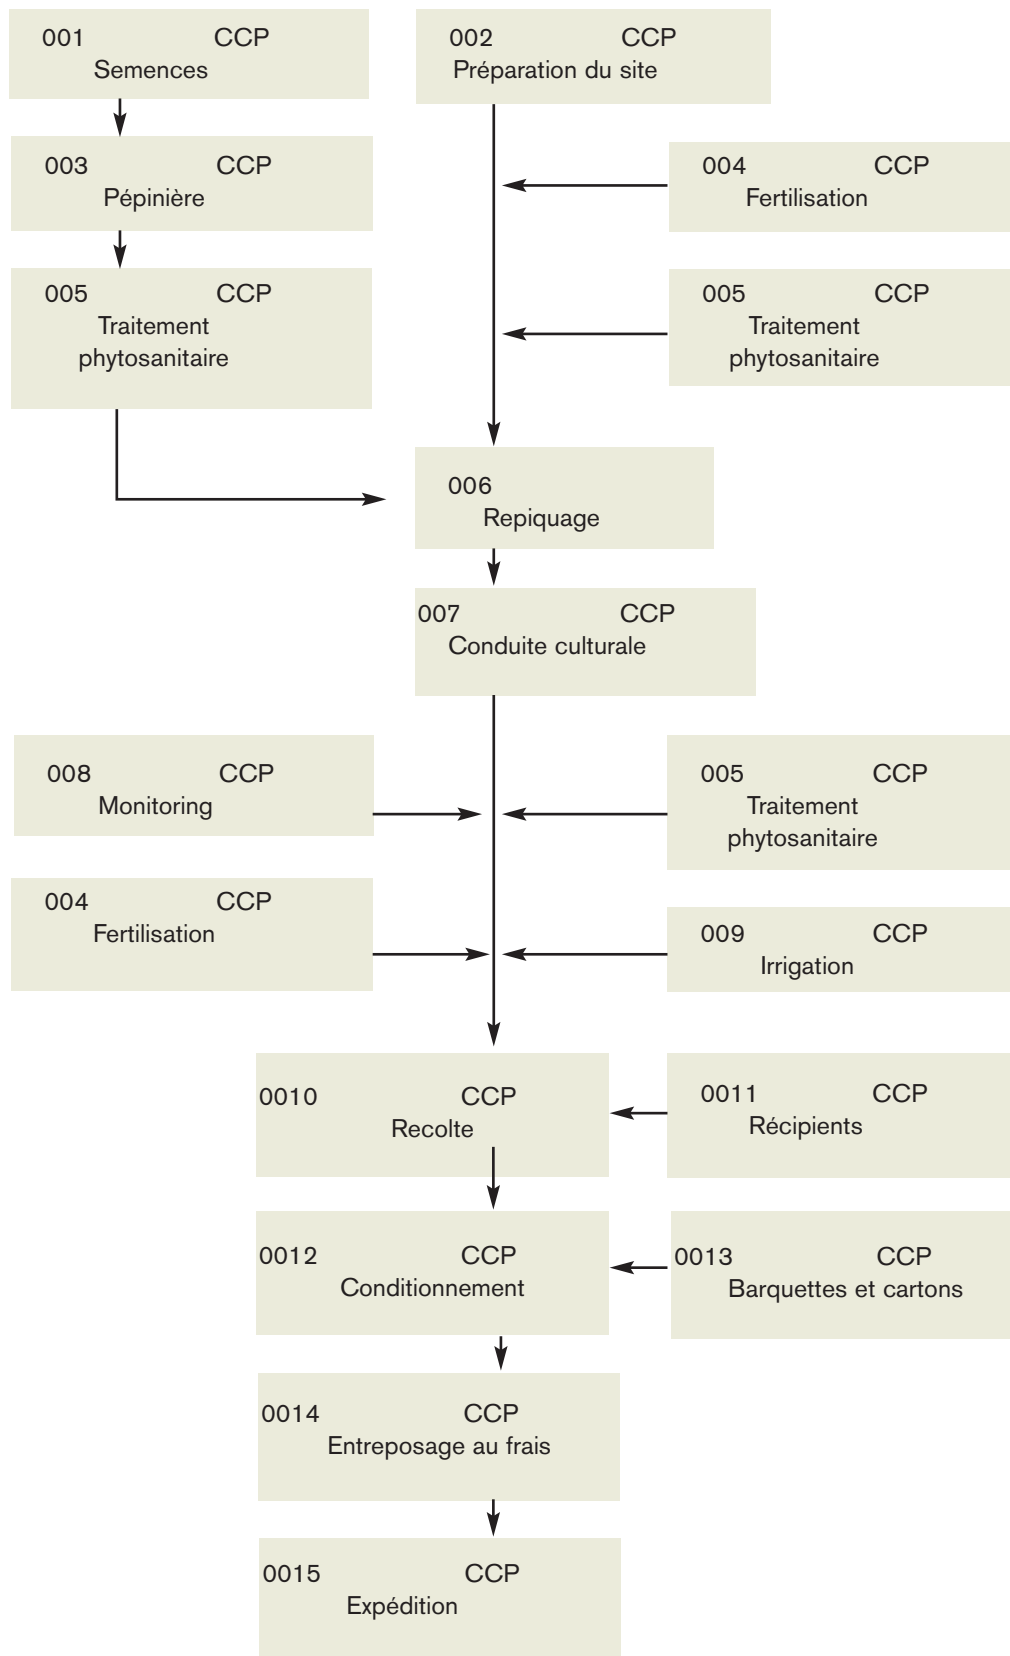 001 CCP
Semences
002 CCP
Préparation du site
003 CCP
Pépinière
004 CCP
Fertilisation
005 CCP
Traitement
phytosanitaire
005 CCP
Traitement
phytosanitaire
006
Repiquage
007 CCP
Conduite culturale
008 CCP
Monitoring
005 CCP
Traitement
phytosanitaire
004 CCP
Fertilisation
009 CCP
Irrigation
0010 CCP
Recolte
0011 CCP
Récipients
0012 CCP
Conditionnement
0013 CCP
Barquettes et cartons
0014 CCP
Entreposage au frais
0015 CCP
Expédition